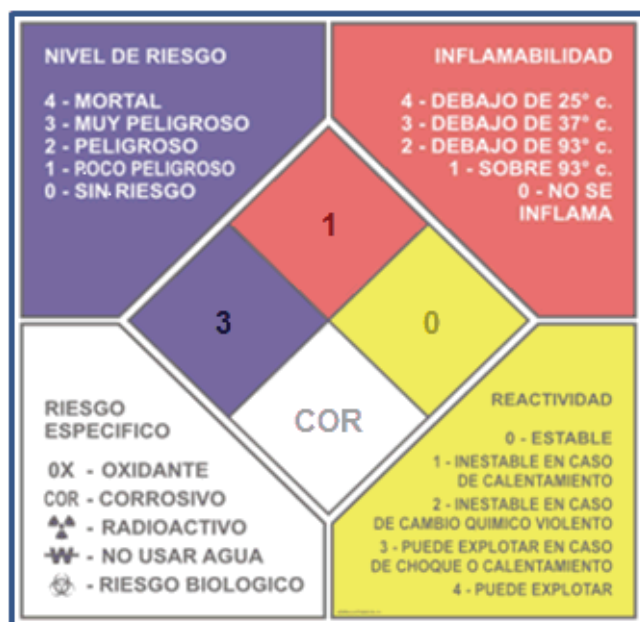 NIVEL DE RIESGO
4 - MORTAL
3 - MUY PELIGROSO
2 - PELIGROSO
1 - POCO PELIGROSO
0 - SIN RIESGO
INFLAMABILIDAD
4 - DEBAJO DE 25° c.
3 - DEBAJO DE 37° c.
2 - DEBAJO DE 93° c.
1 - SOBRE 93° c.
0 - NO SE
INFLAMA
1
3
0
COR
RIESGO
ESPECIFICO
0X - OXIDANTE
COR - CORROSIVO
- RADIOACTIVO
W - NO USAR AGUA
- RIESGO BIOLOGICO
REACTIVIDAD
0 - ESTABLE
1 - INESTABLE EN CASO
DE CALENTAMIENTO
2 - INESTABLE EN CASO
DE CAMBIO QUIMICO VIOLENTO
3 - PUEDE EXPLOTAR EN CASO
DE CHOQUE O CALENTAMIENTO
4 - PUEDE EXPLOTAR